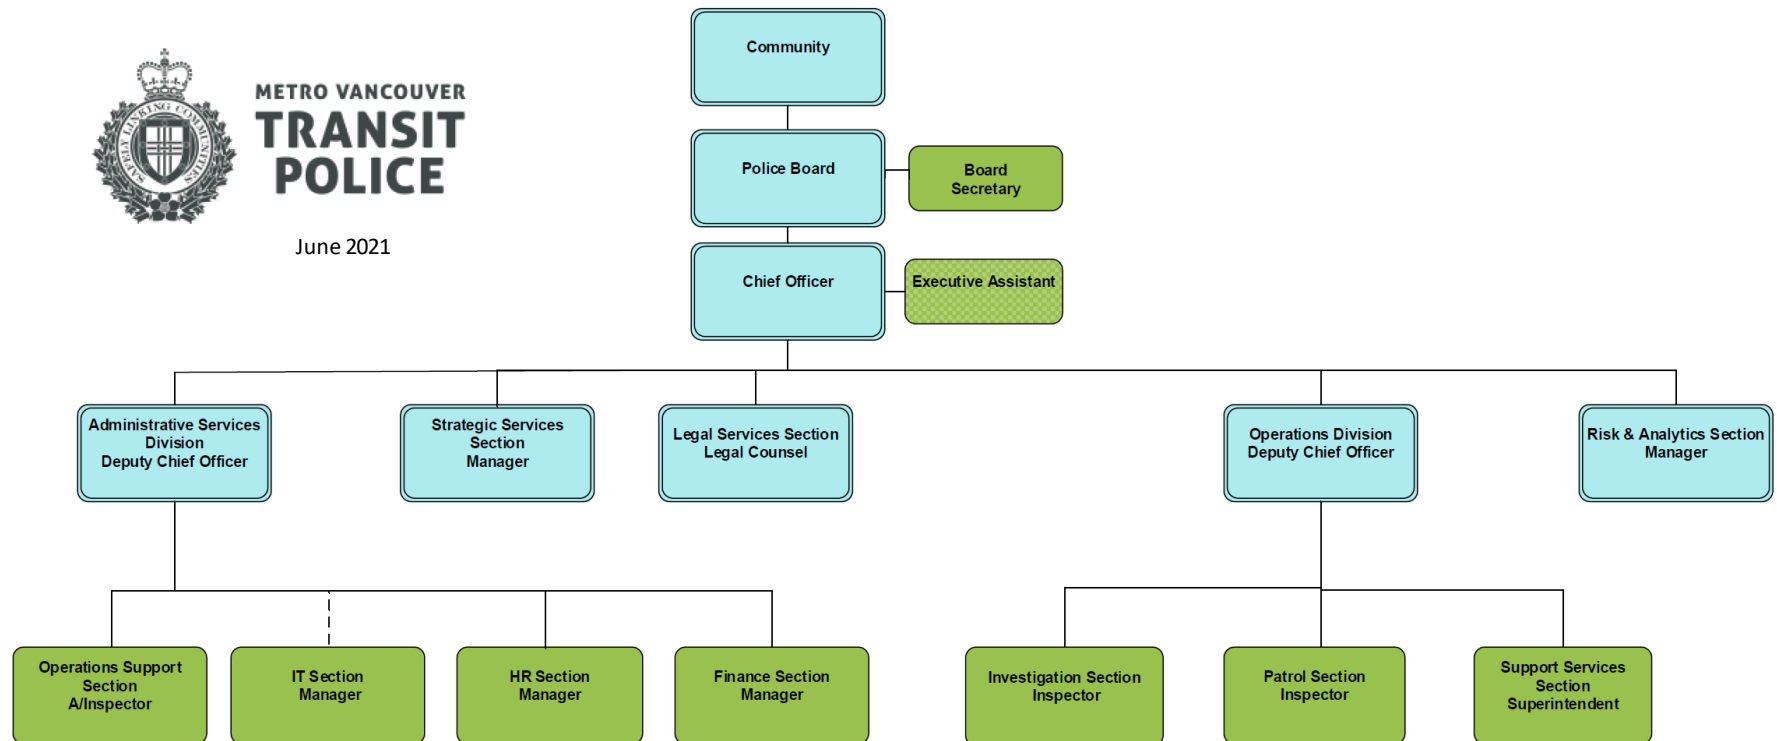 Community
SAFELY LINKING COMMUNITIES
METRO VANCOUVER
TRANSIT
POLICE
June 2021
Police Board
Board
Secretary
Chief Officer
Executive Assistant
Administrative Services
Division
Deputy Chief Officer
Strategic Services
Section
Manager
Legal Services Section
Legal Counsel
Operations Division
Deputy Chief Officer
Risk & Analytics Section
Manager
Operations Support
Section
A/Inspector
IT Section
Manager
HR Section
Manager
Finance Section
Manager
Investigation Section
Inspector
Patrol Section
Inspector
Support Services
Section
Superintendent